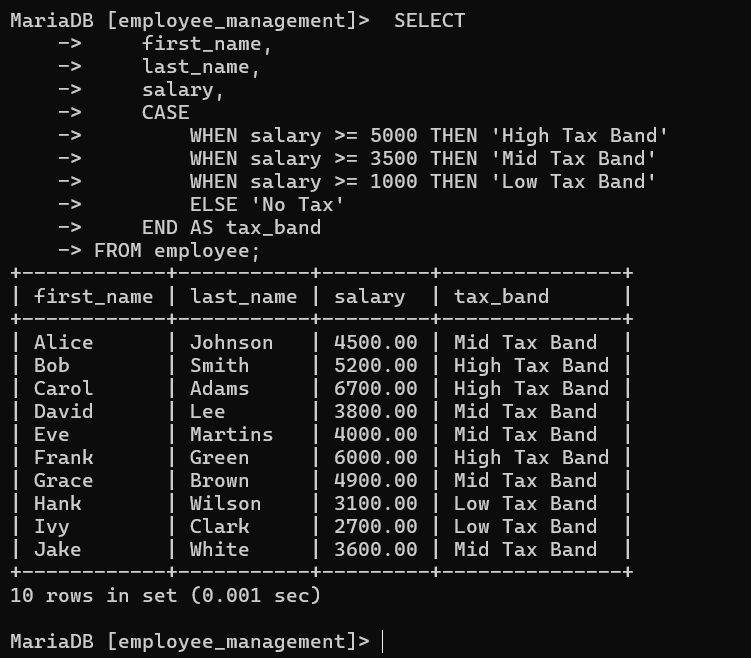 MariaDB [employee_management]>  SELECT
    ->     first_name,
    ->     last_name,
    ->     salary,
    ->     CASE
    ->         WHEN salary >= 5000 THEN 'High Tax Band'
    ->         WHEN salary >= 3500 THEN 'Mid Tax Band'
    ->         WHEN salary >= 1000 THEN 'Low Tax Band'
    ->         ELSE 'No Tax'
    ->     END AS tax_band
    -> FROM employee;
+------------+-----------+---------+---------------+
| first_name | last_name | salary  | tax_band      |
+------------+-----------+---------+---------------+
| Alice      | Johnson   | 4500.00 | Mid Tax Band  |
| Bob        | Smith     | 5200.00 | High Tax Band |
| Carol      | Adams     | 6700.00 | High Tax Band |
| David      | Lee       | 3800.00 | Mid Tax Band  |
| Eve        | Martins   | 4000.00 | Mid Tax Band  |
| Frank      | Green     | 6000.00 | High Tax Band |
| Grace      | Brown     | 4900.00 | Mid Tax Band  |
| Hank       | Wilson    | 3100.00 | Low Tax Band  |
| Ivy        | Clark     | 2700.00 | Low Tax Band  |
| Jake       | White     | 3600.00 | Mid Tax Band  |
+------------+-----------+---------+---------------+
10 rows in set (0.001 sec)

MariaDB [employee_management]>